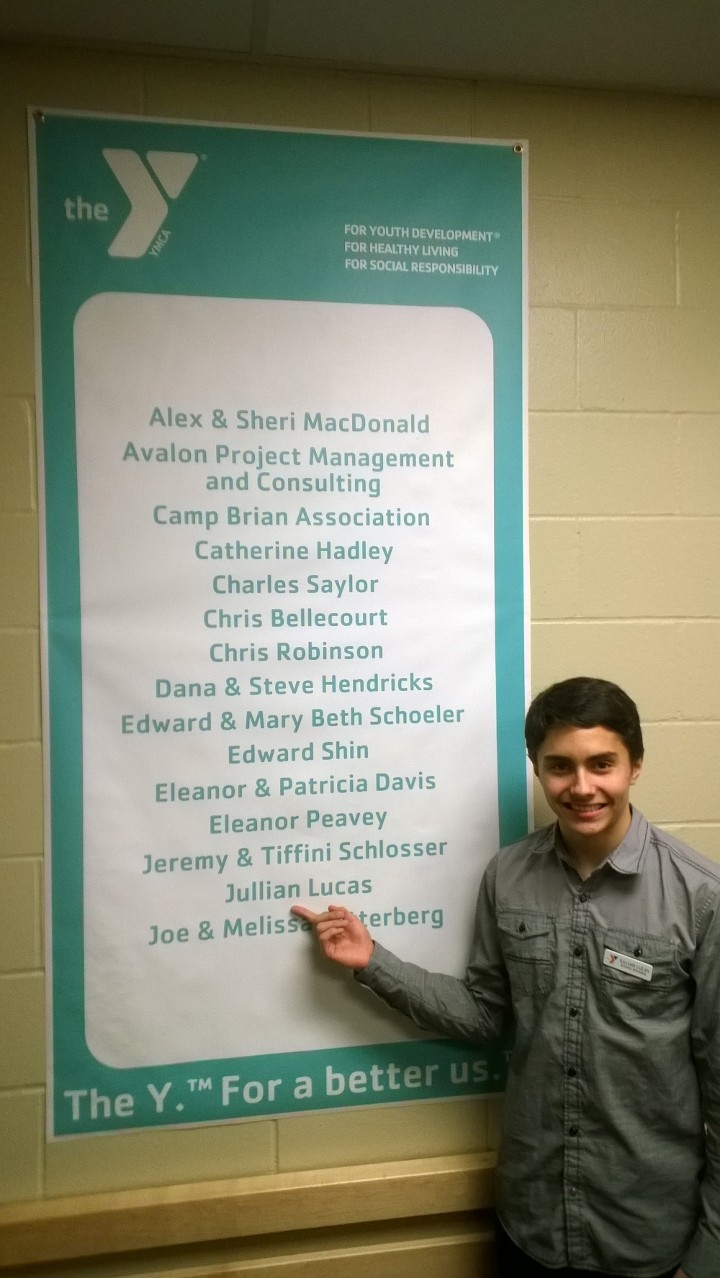 the
YMCA
FOR YOUTH DEVELOPMENT®
FOR HEALTHY LIVING
FOR SOCIAL RESPONSIBILITY
Alex & Sheri MacDonald
Avalon Project Management
and Consulting
Camp Brian Association
Catherine Hadley
Charles Saylor
Chris Bellecourt
Chris Robinson
Dana & Steve Hendricks
Edward & Mary Beth Schoeler
Edward Shin
Eleanor & Patricia Davis
Eleanor Peavey
Jeremy & Tiffini Schlosser
Jullian Lucas
Joe & Melissa
The Y.™ For a better us.™